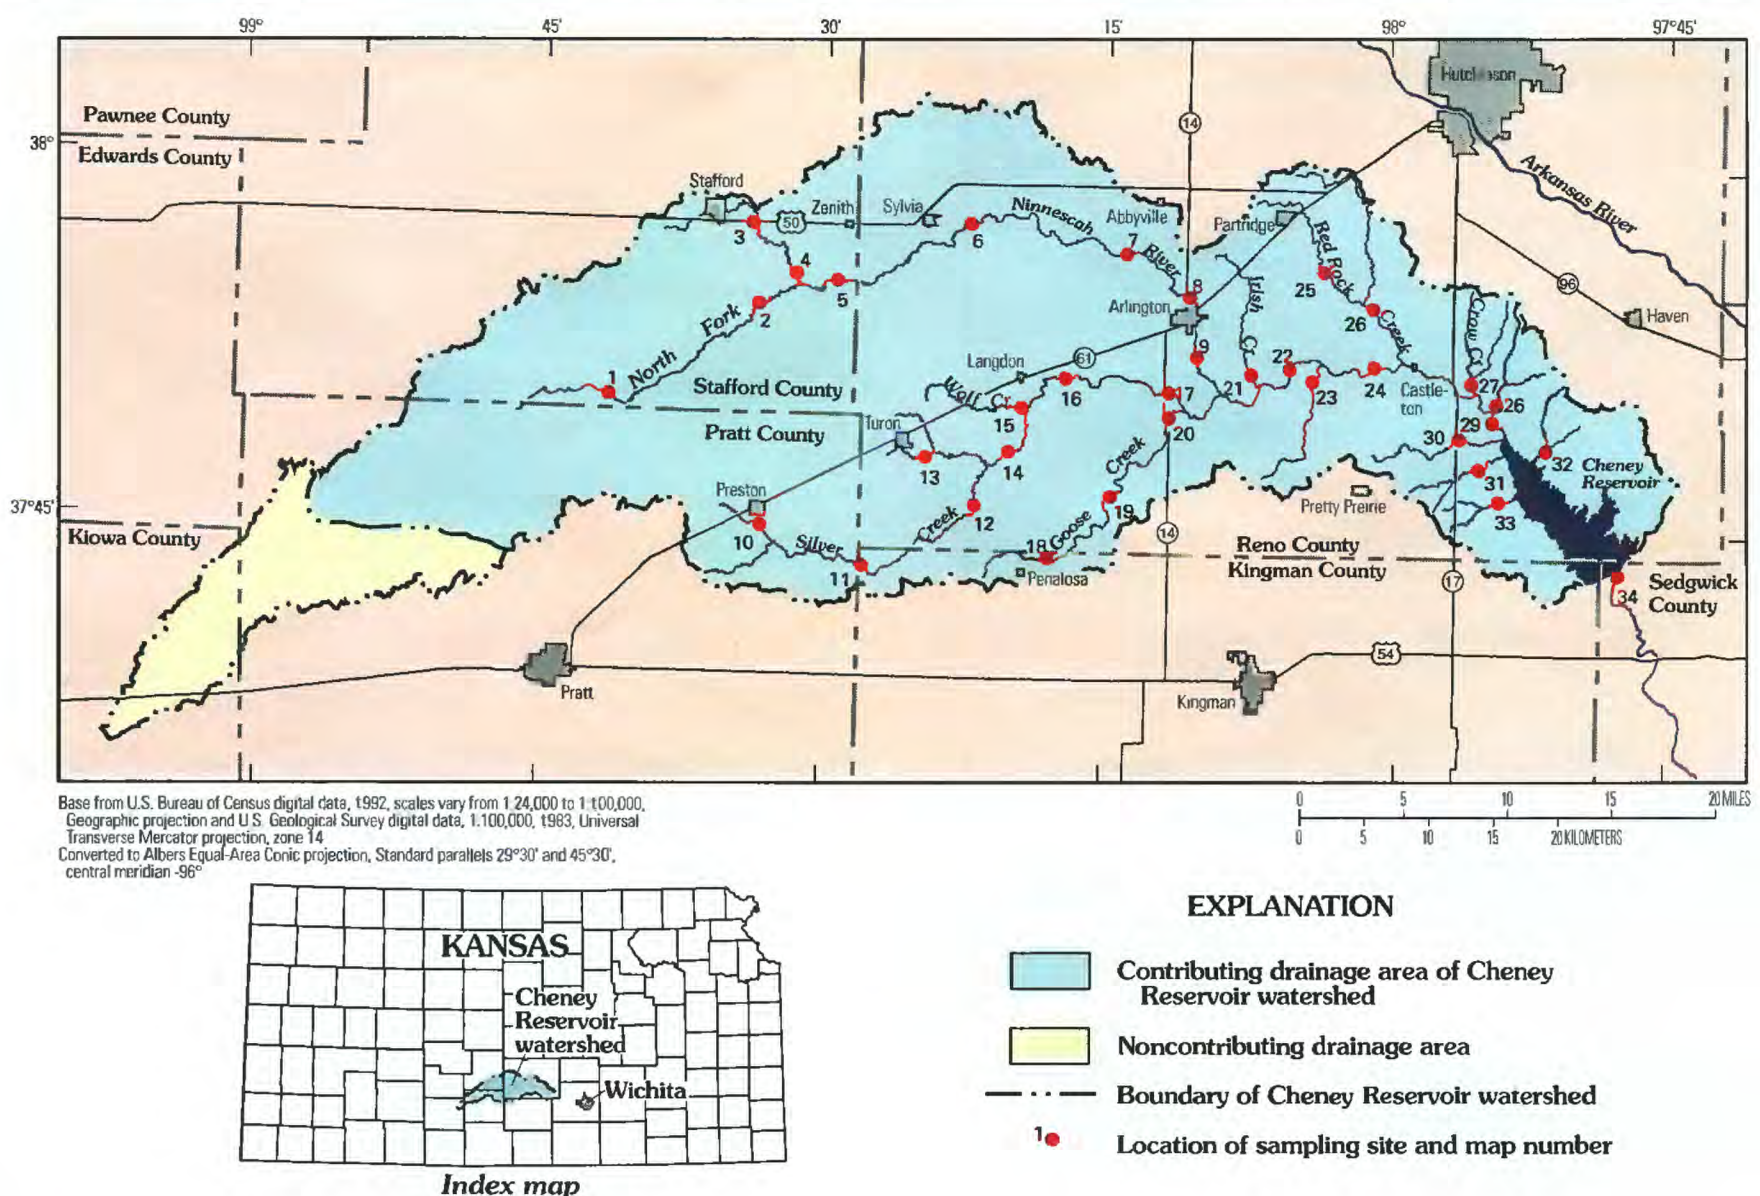 99°
45'
30'
15'
98°
97°45'
Pawnee County
38°
Edwards County
14
Arkansas River
Stafford
Zenith
Sylvia
Ninnescah
River
Abbyville
Partridge
3
50
6
7
Red Rock
Creek
4
5
25
96
2
8
Irish
Cr.
Arlington
Haven
North
Fork
26
Crow Cr.
9
Langdon
61
1
Stafford County
Wolf Cr.
16
17
21
22
23
24
Castle-
ton
27
26
Pratt County
Turon
15
20
29
30
13
14
Creek
32
Cheney
Reservoir
37°45'
Preston
31
Pretty Preirie
Kiowa County
12
19
33
10
Silver
Creek
18
Goose
14
Reno County
Kingman County
11
Penalosa
17
Sedgwick
County
34
54
Pratt
Kingman
Base from U.S. Bureau of Census digital data, 1992, scales vary from 1:24,000 to 1:100,000,
Geographic projection and U.S. Geological Survey digital data, 1:100,000, 1983, Universal
Transverse Mercator projection, zone 14
Converted to Albers Equal-Area Conic projection, Standard parallels 29°30' and 45°30',
central meridian -96°
0 5 10 15 20 MILES
0 5 10 15 20 KILOMETERS
KANSAS
Cheney
Reservoir
watershed
Wichita
Index map
EXPLANATION
Contributing drainage area of Cheney
Reservoir watershed
Noncontributing drainage area
Boundary of Cheney Reservoir watershed
1
Location of sampling site and map number